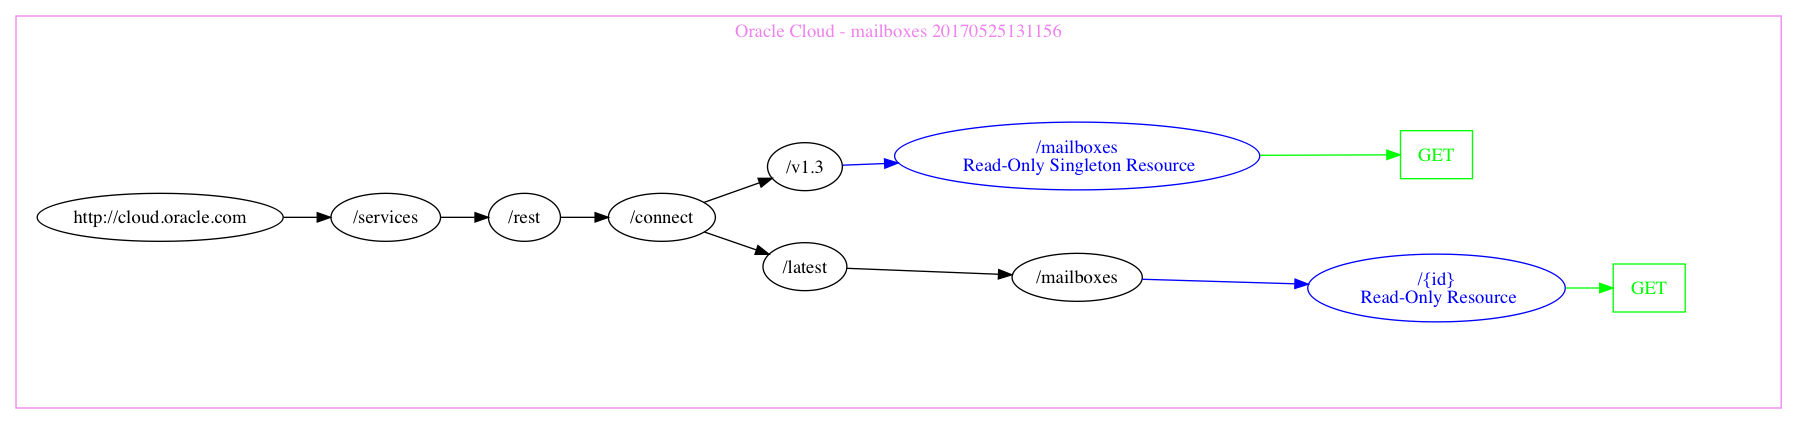 Oracle Cloud - mailboxes 20170525131156
http://cloud.oracle.com
/services
/rest
/connect
/v1.3
/mailboxes
Read-Only Singleton Resource
GET
/latest
/mailboxes
/{id}
Read-Only Resource
GET